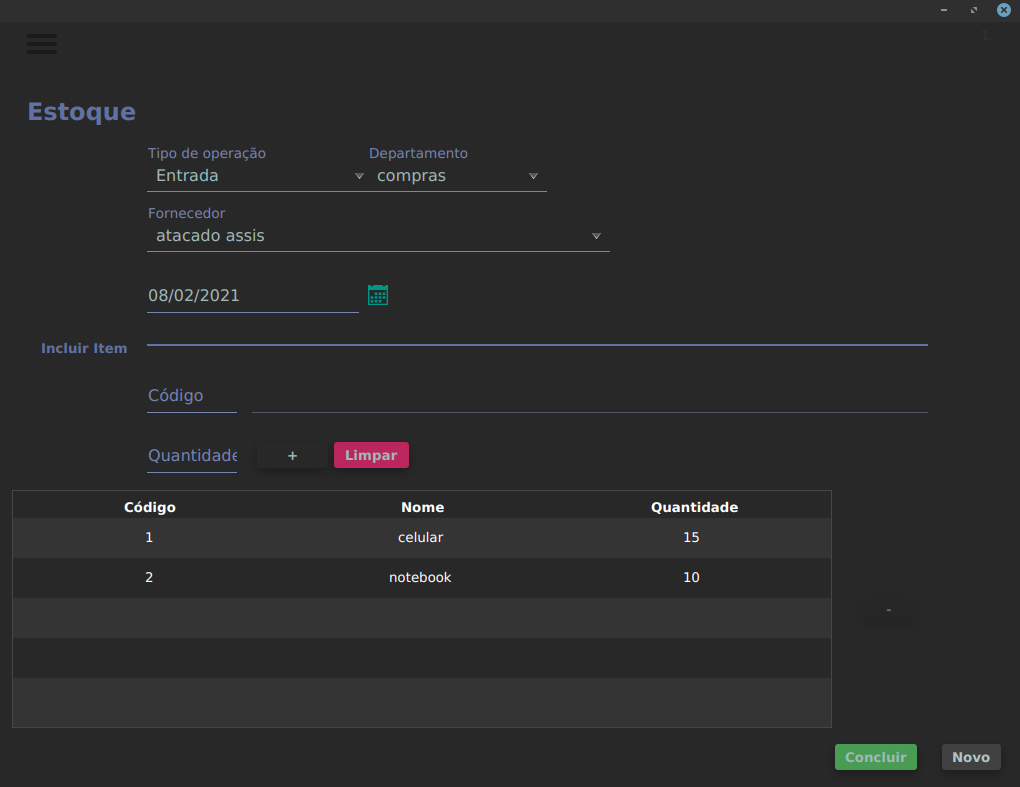 1
Estoque
Tipo de operação Departamento
Entrada compras
Fornecedor
atacado assis
08/02/2021
Incluir Item
Código
Quantidade + Limpar
Código Nome Quantidade
1 celular 15
2 notebook 10
-
Concluir Novo